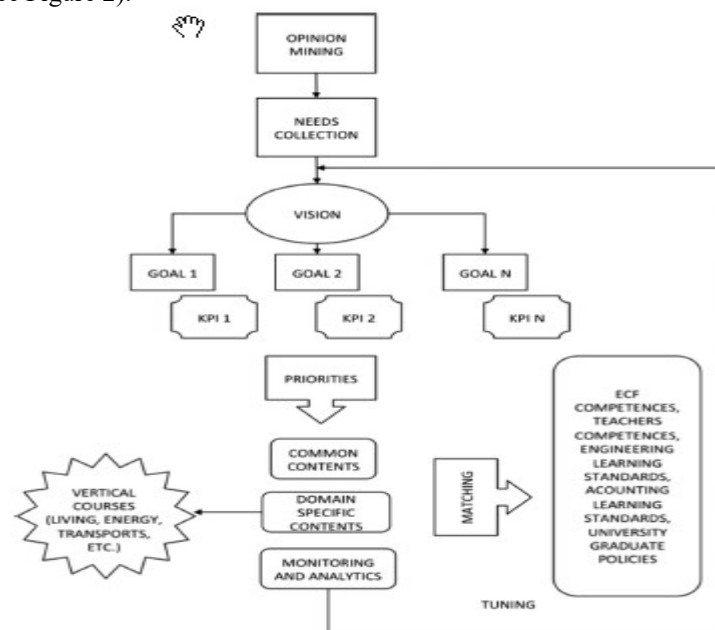 see Figure 2).
OPINION
MINING
NEEDS
COLLECTION
VISION
GOAL 1
GOAL 2
GOAL N
KPI 1
KPI 2
KPI N
PRIORITIES
COMMON
CONTENTS
DOMAIN
SPECIFIC
CONTENTS
MONITORING
AND ANALYTICS
VERTICAL
COURSES
(LIVING, ENERGY,
TRANSPORTS,
ETC.)
MATCHING
ECF
COMPETENCES,
TEACHERS
COMPETENCES,
ENGINEERING
LEARNING
STANDARDS,
ACOUNTING
LEARNING
STANDARDS,
UNIVERSITY
GRADUATE
POLICIES
TUNING